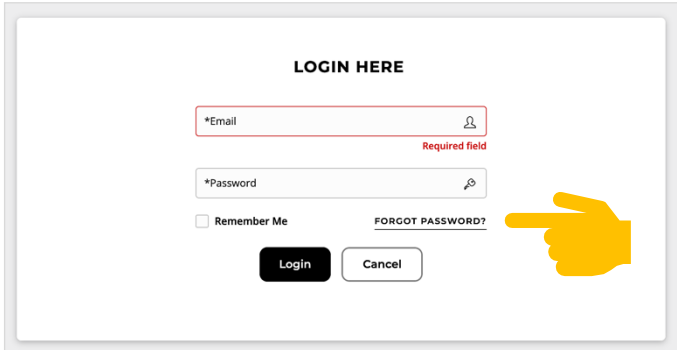 LOGIN HERE
*Email
Required field
*Password
Remember Me FORGOT PASSWORD?
Login Cancel